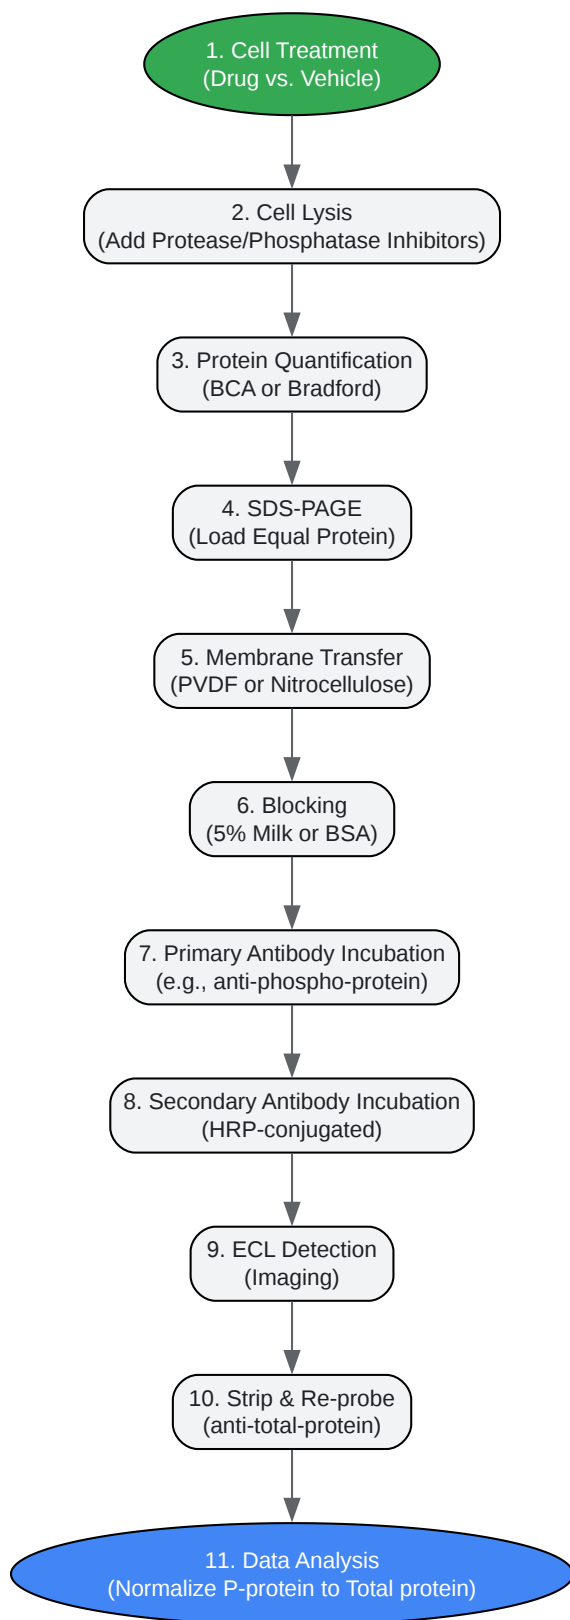 1. Cell Treatment
(Drug vs. Vehicle)
2. Cell Lysis
(Add Protease/Phosphatase Inhibitors)
3. Protein Quantification
(BCA or Bradford)
4. SDS-PAGE
(Load Equal Protein)
5. Membrane Transfer
(PVDF or Nitrocellulose)
6. Blocking
(5% Milk or BSA)
7. Primary Antibody Incubation
(e.g., anti-phospho-protein)
8. Secondary Antibody Incubation
(HRP-conjugated)
9. ECL Detection
(Imaging)
10. Strip & Re-probe
(anti-total-protein)
11. Data Analysis
(Normalize P-protein to Total protein)